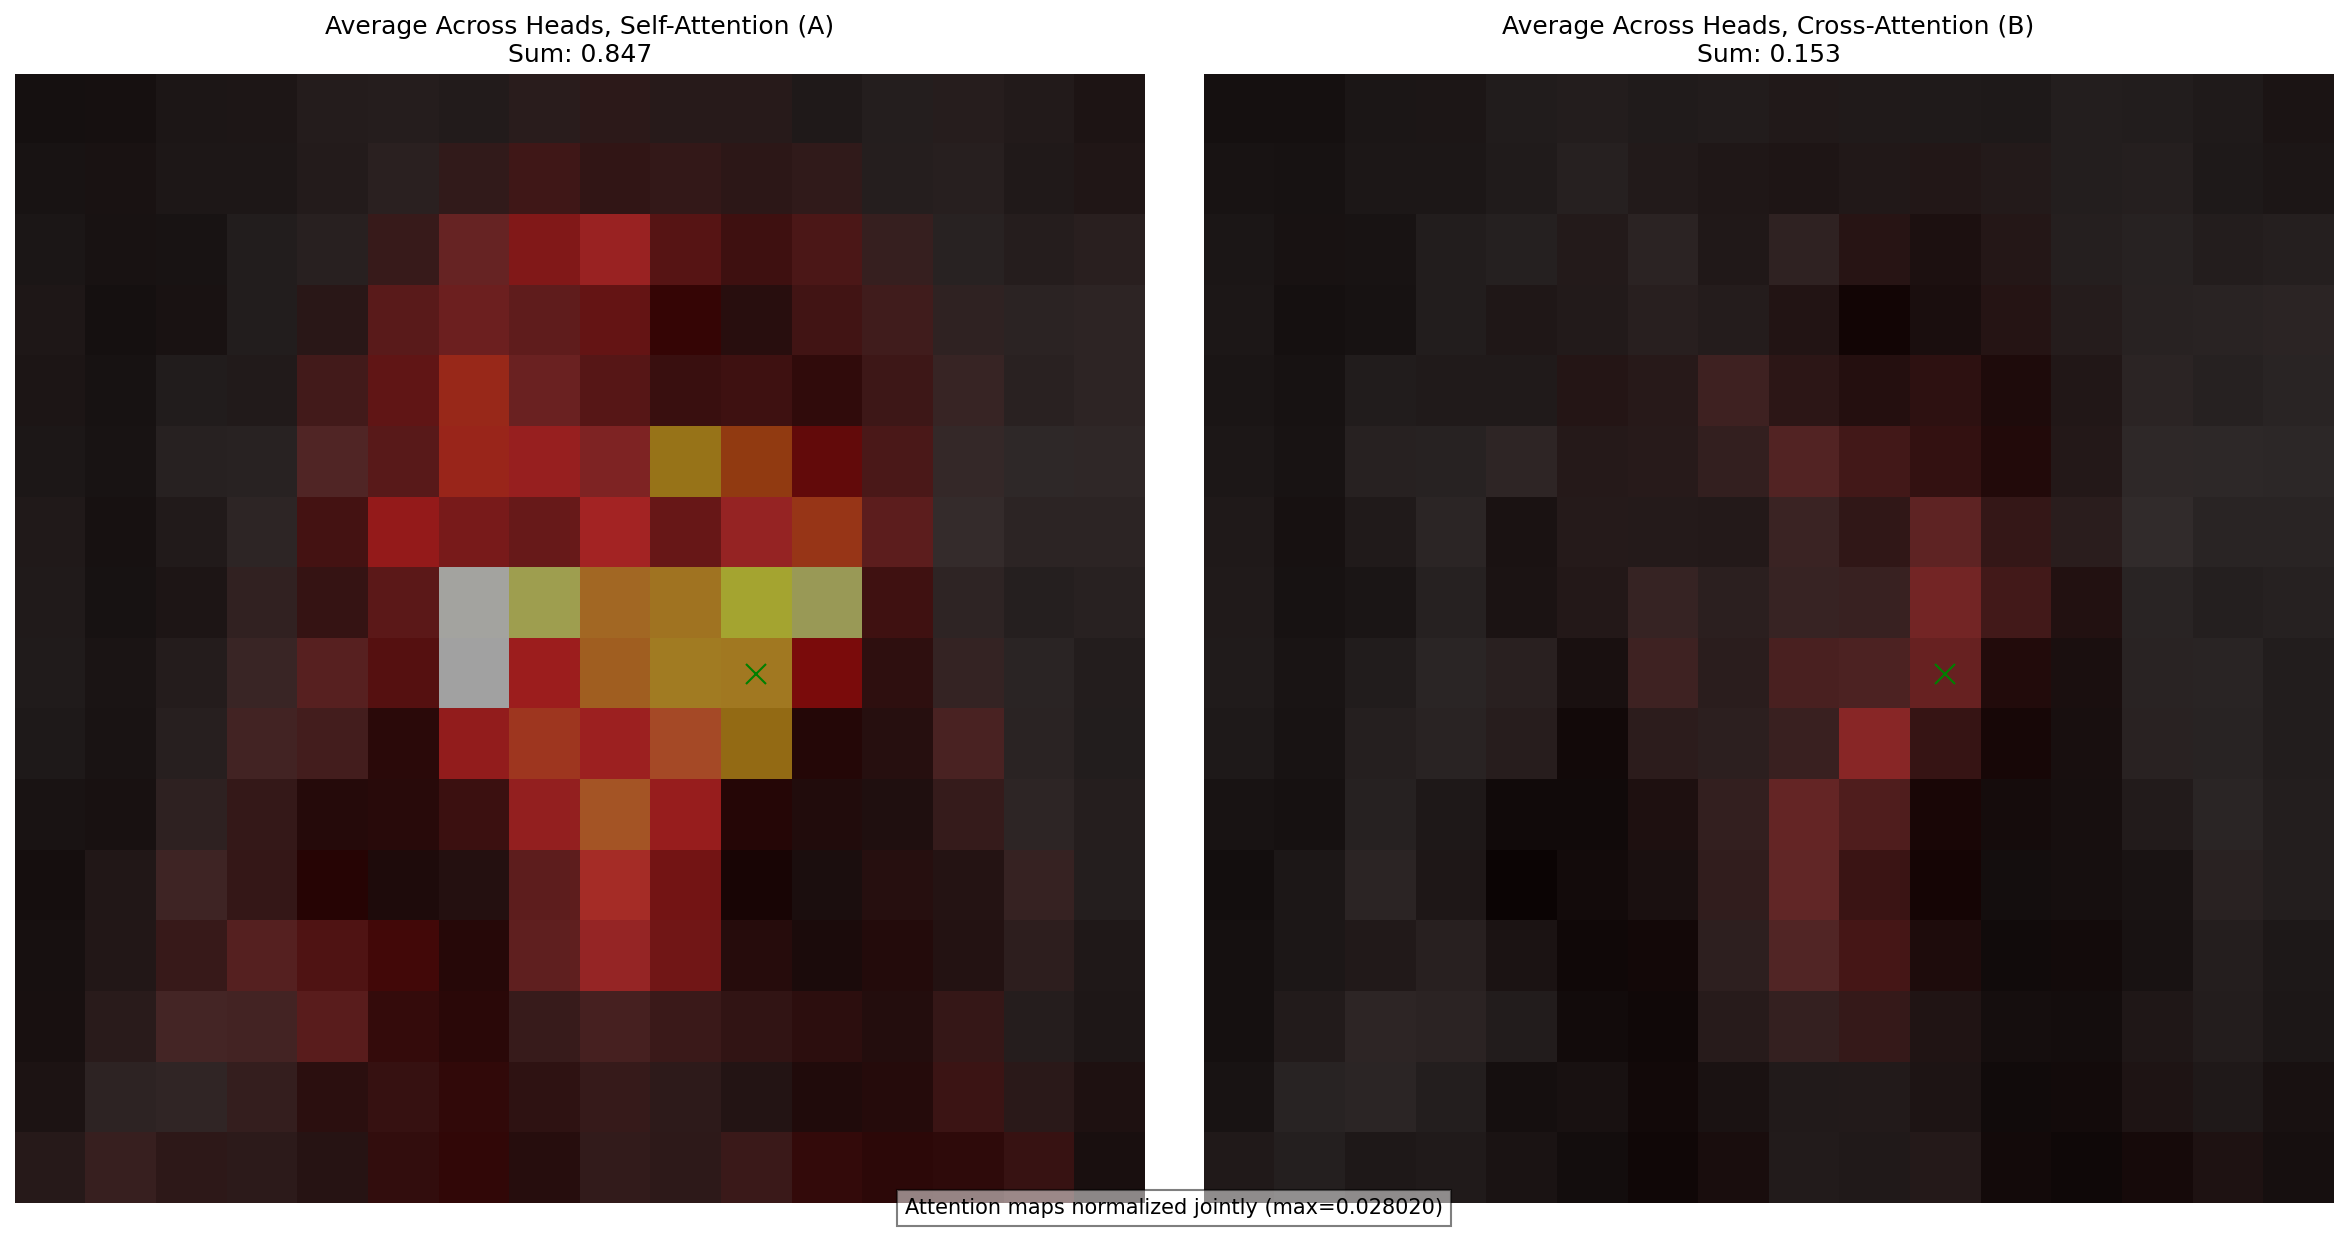 Average Across Heads, Self-Attention (A)
Sum: 0.847
Average Across Heads, Cross-Attention (B)
Sum: 0.153
Attention maps normalized jointly (max=0.028020)